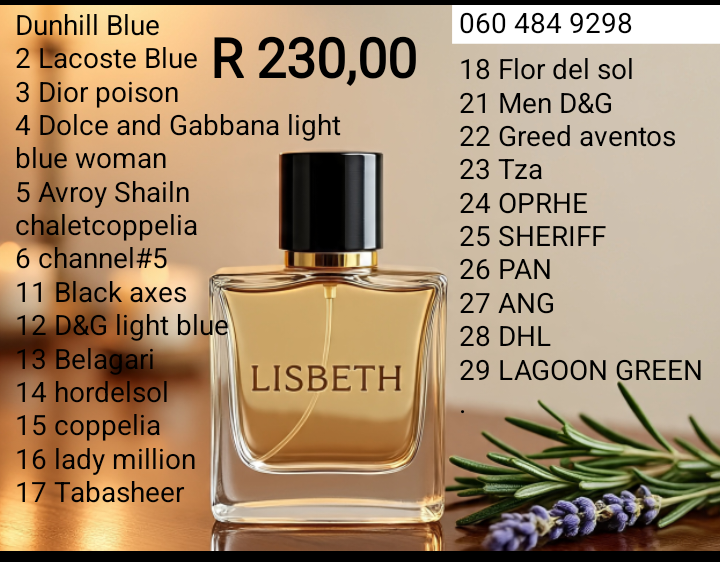 Dunhill Blue
2 Lacoste Blue
3 Dior poison
4 Dolce and Gabbana light
blue woman
5 Avroy Shailn
chaletcoppelia
6 channel#5
11 Black axes
12 D&G light blue
13 Belagari
14 hordelsol
15 coppelia
16 lady million
17 Tabasheer
R 230,00
LISBETH
060 484 9298
18 Flor del sol
21 Men D&G
22 Greed aventos
23 Tza
24 OPRHE
25 SHERIFF
26 PAN
27 ANG
28 DHL
29 LAGOON GREEN
.